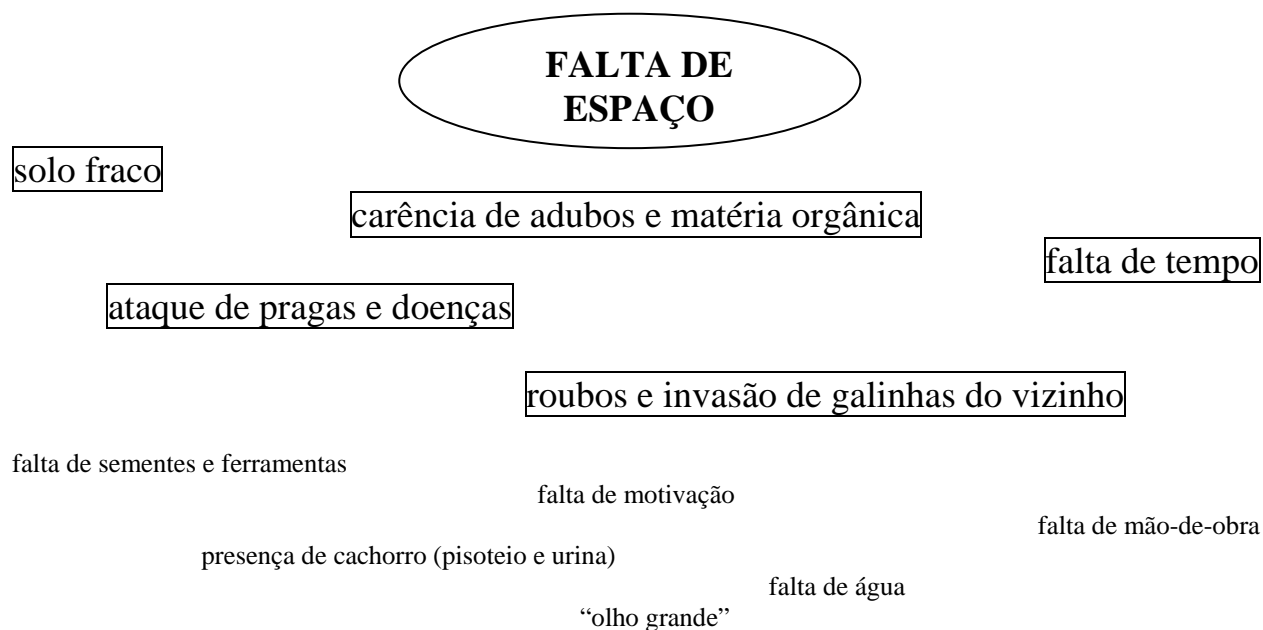 FALTA DE
ESPAÇO
solo fraco
carência de adubos e matéria orgânica
falta de tempo
ataque de pragas e doenças
roubos e invasão de galinhas do vizinho
falta de sementes e ferramentas
falta de motivação
falta de mão-de-obra
presença de cachorro (pisoteio e urina)
falta de água
“olho grande”